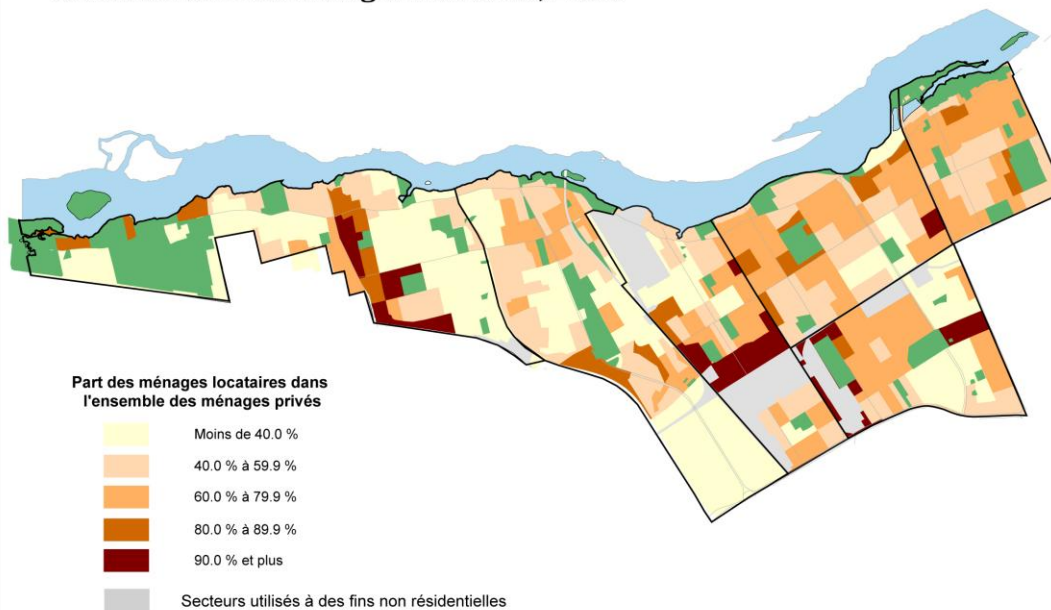 Part des ménages locataires dans
l'ensemble des ménages privés
Moins de 40.0 %
40.0 % à 59.9 %
60.0 % à 79.9 %
80.0 % à 89.9 %
90.0 % et plus
Secteurs utilisés à des fins non résidentielles